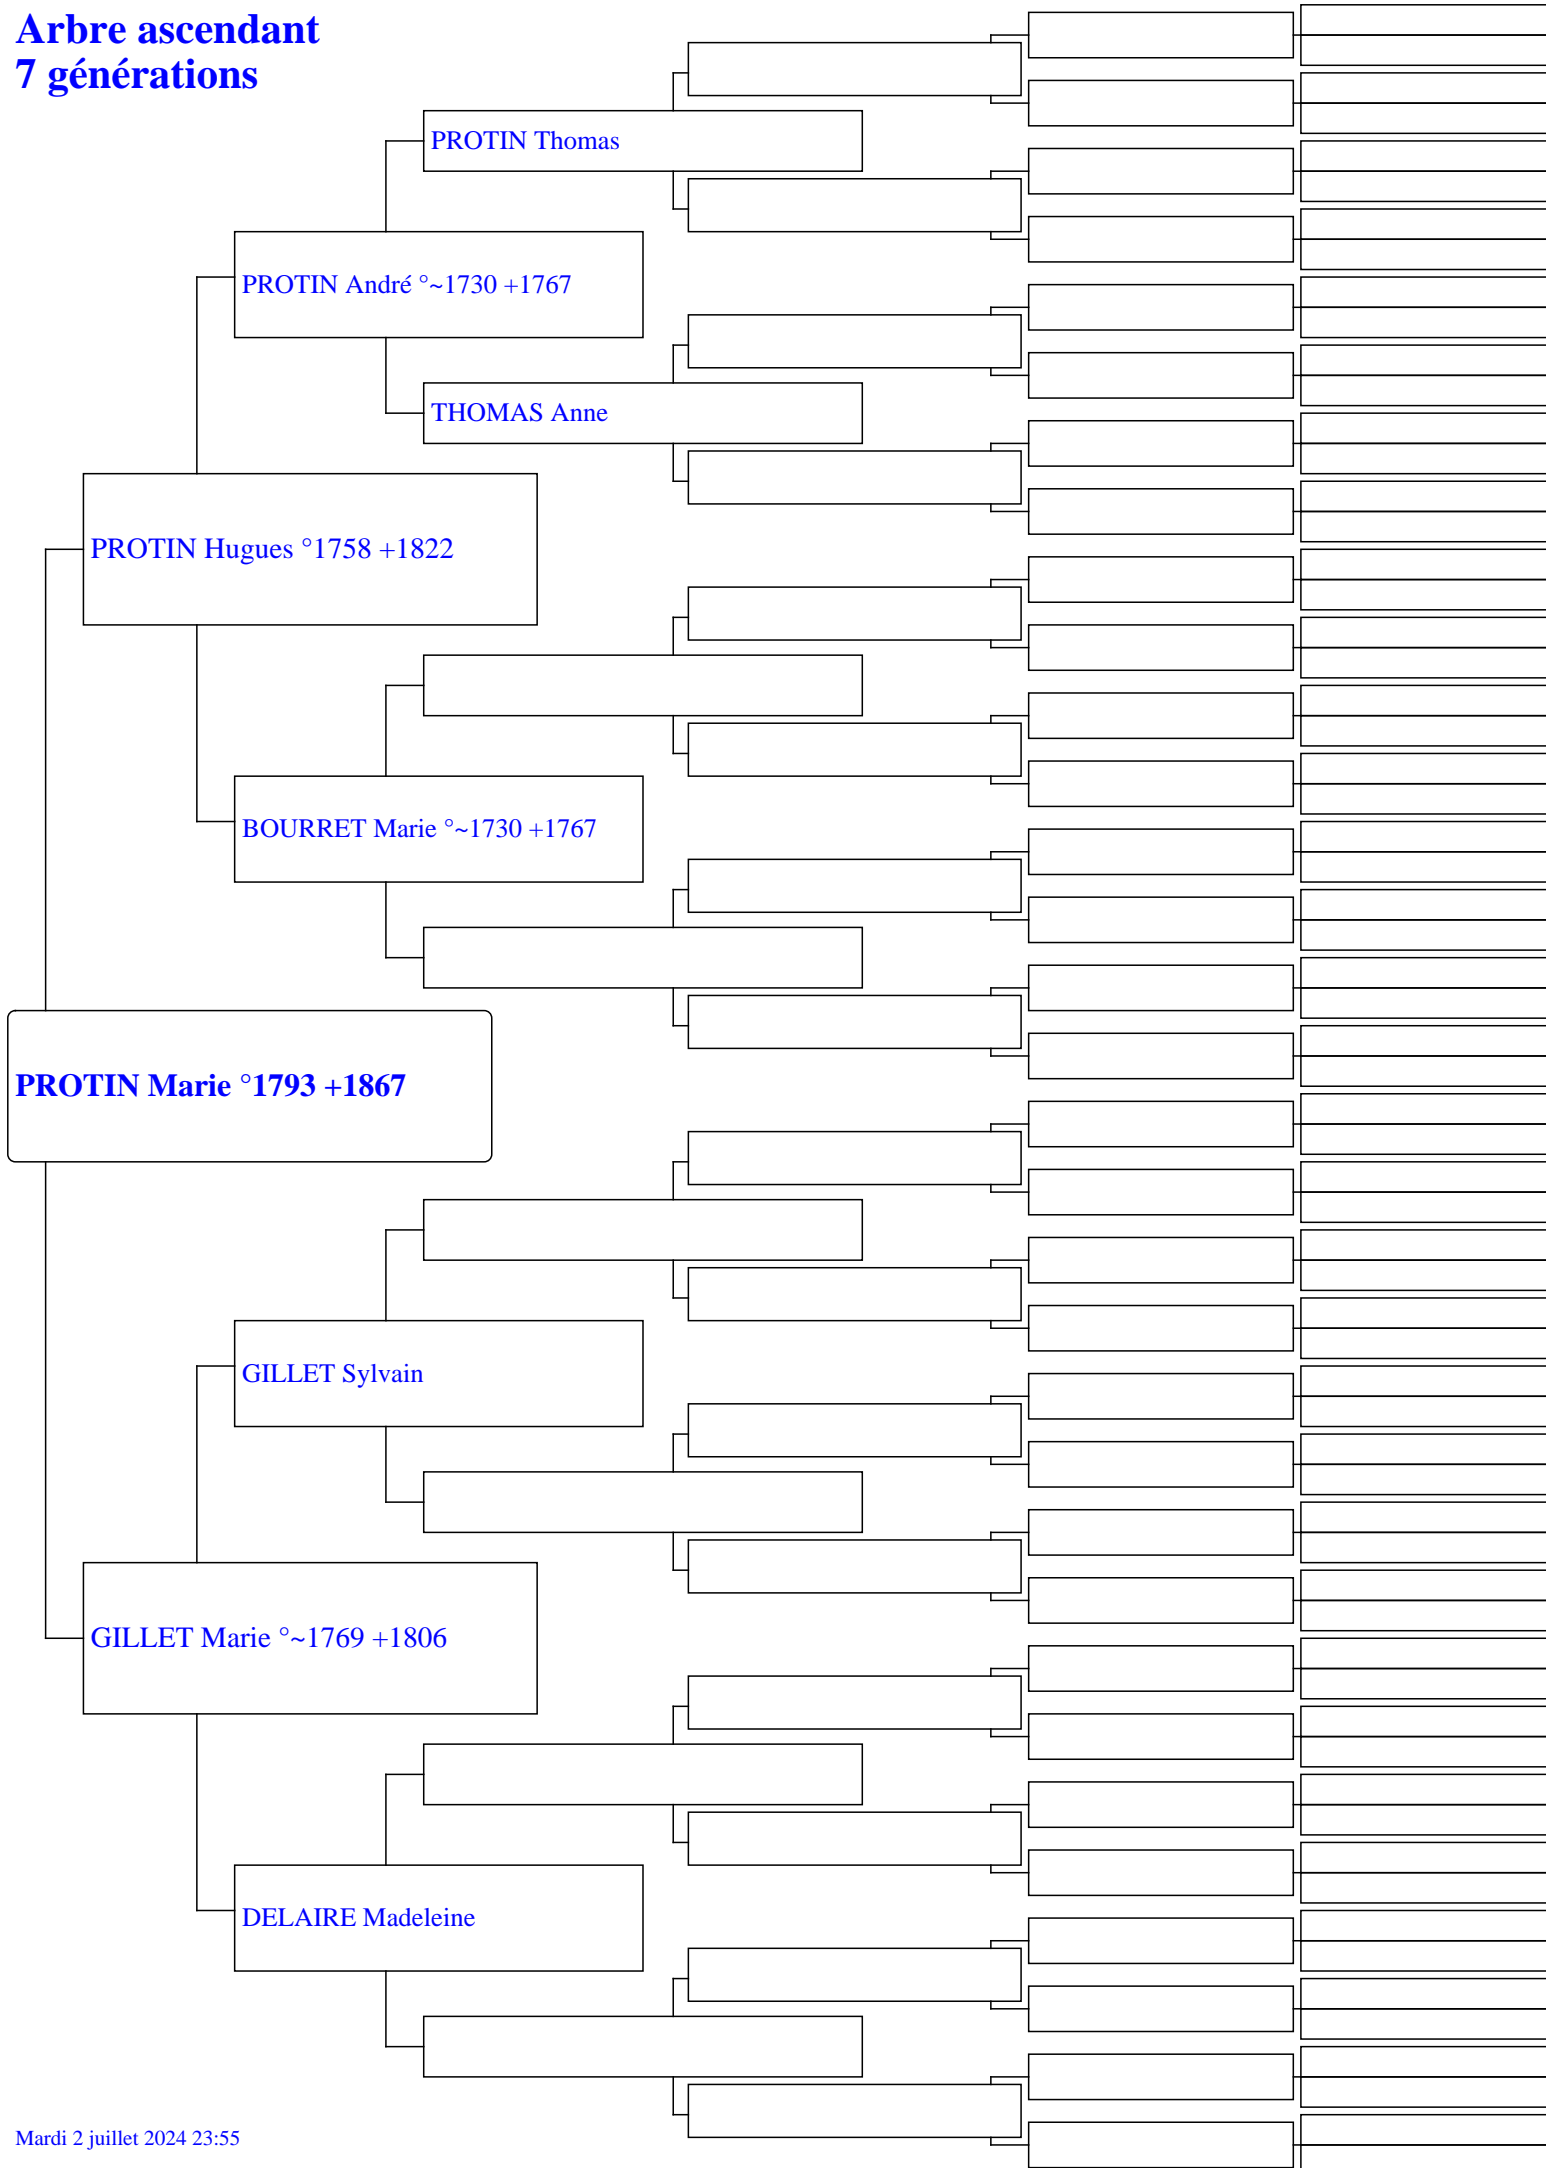 Arbre ascendant
7 générations
PROTIN Thomas
PROTIN André °~1730 +1767
THOMAS Anne
PROTIN Hugues °1758 +1822
BOURRET Marie °~1730 +1767
PROTIN Marie °1793 +1867
GILLET Sylvain
GILLET Marie °~1769 +1806
DELAIRE Madeleine
Mardi 2 juillet 2024 23:55